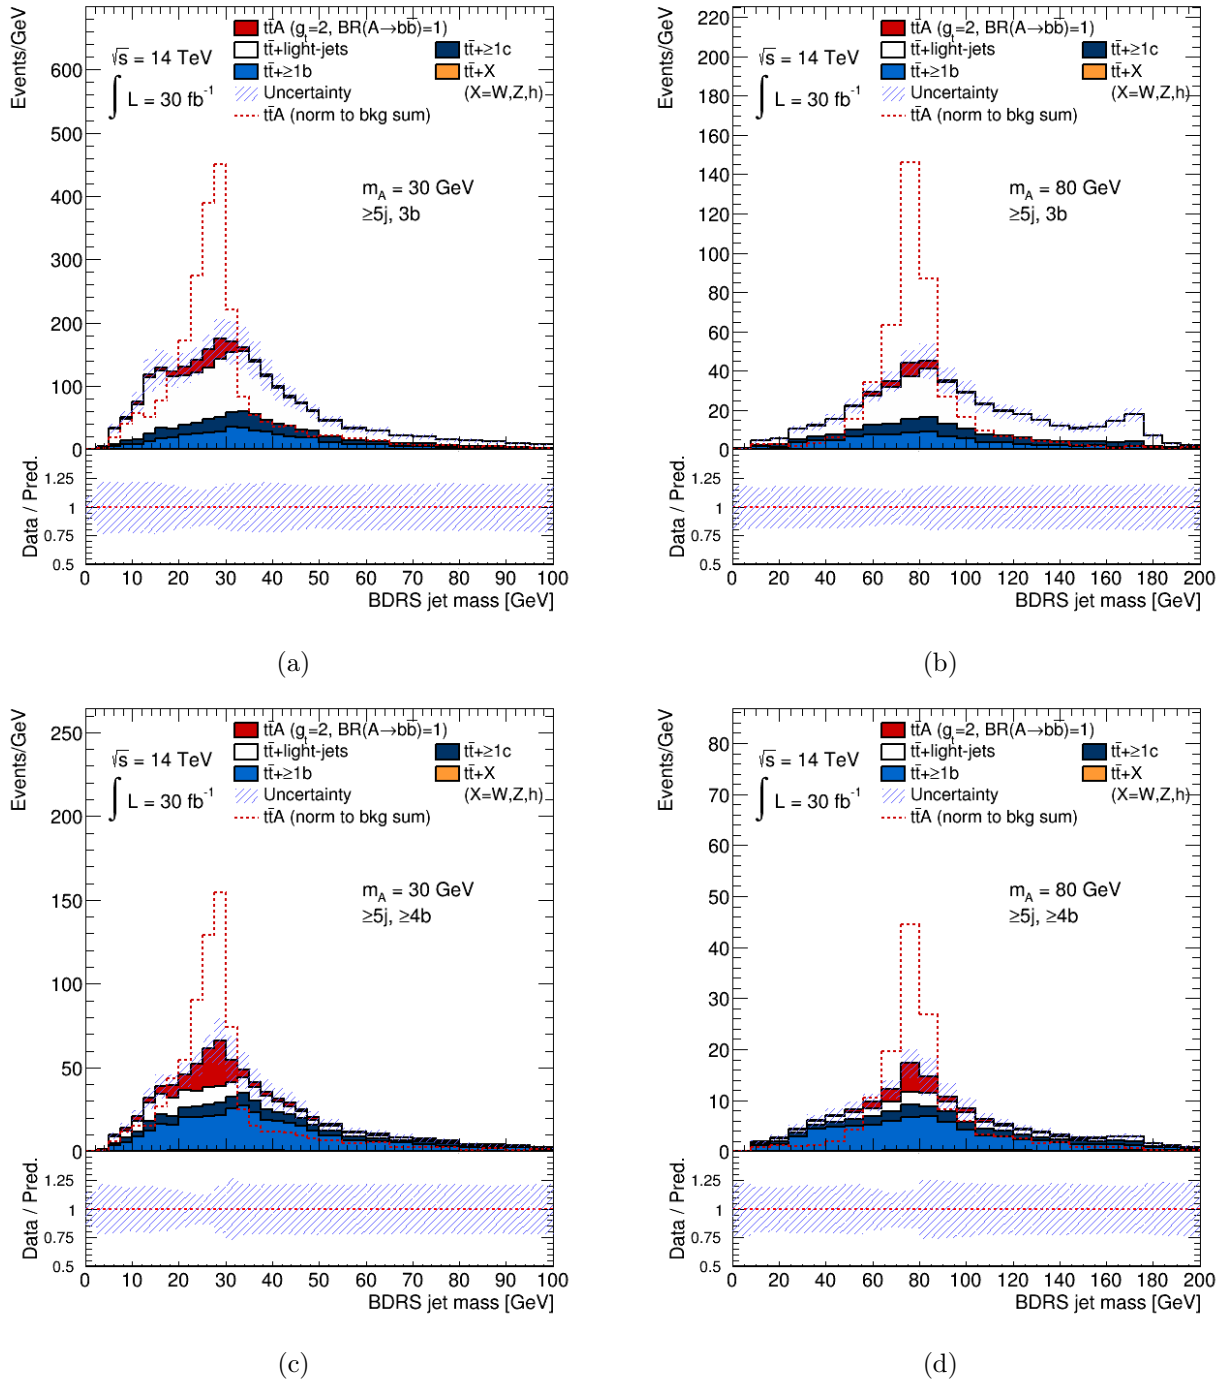 Events/GeV
tt̄A (gt=2, BR(A→bb̄)=1)
tt̄+light-jets
tt̄+≥1c
tt̄+≥1b
tt̄+X
(X=W,Z,h)
Uncertainty
tt̄A (norm to bkg sum)
√s = 14 TeV
∫ L = 30 fb⁻¹
mA = 30 GeV
≥5j, 3b
600
500
400
300
200
100
0
Data / Pred.
1.25
1
0.75
0.5
0 10 20 30 40 50 60 70 80 90 100
BDRS jet mass [GeV]
(a)
Events/GeV
tt̄A (gt=2, BR(A→bb̄)=1)
tt̄+light-jets
tt̄+≥1c
tt̄+≥1b
tt̄+X
(X=W,Z,h)
Uncertainty
tt̄A (norm to bkg sum)
√s = 14 TeV
∫ L = 30 fb⁻¹
mA = 80 GeV
≥5j, 3b
220
200
180
160
140
120
100
80
60
40
20
0
Data / Pred.
1.25
1
0.75
0.5
0 20 40 60 80 100 120 140 160 180 200
BDRS jet mass [GeV]
(b)
Events/GeV
tt̄A (gt=2, BR(A→bb̄)=1)
tt̄+light-jets
tt̄+≥1c
tt̄+≥1b
tt̄+X
(X=W,Z,h)
Uncertainty
tt̄A (norm to bkg sum)
√s = 14 TeV
∫ L = 30 fb⁻¹
mA = 30 GeV
≥5j, ≥4b
250
200
150
100
50
0
Data / Pred.
1.25
1
0.75
0.5
0 10 20 30 40 50 60 70 80 90 100
BDRS jet mass [GeV]
(c)
Events/GeV
tt̄A (gt=2, BR(A→bb̄)=1)
tt̄+light-jets
tt̄+≥1c
tt̄+≥1b
tt̄+X
(X=W,Z,h)
Uncertainty
tt̄A (norm to bkg sum)
√s = 14 TeV
∫ L = 30 fb⁻¹
mA = 80 GeV
≥5j, ≥4b
80
70
60
50
40
30
20
10
0
Data / Pred.
1.25
1
0.75
0.5
0 20 40 60 80 100 120 140 160 180 200
BDRS jet mass [GeV]
(d)